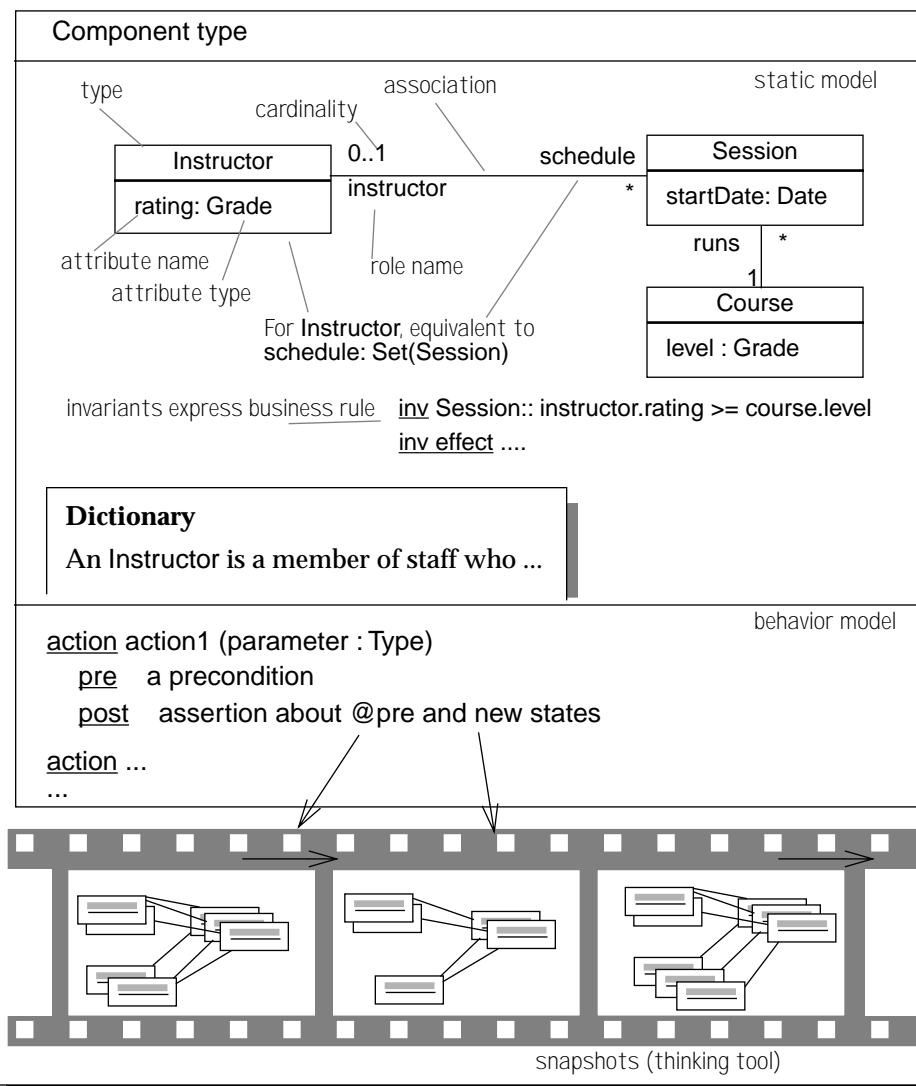 Component type
static model
type
association
cardinality
Instructor
0..1
schedule
Session
rating: Grade
instructor
*
startDate: Date
attribute name
role name
runs
*
attribute type
1
Course
For Instructor, equivalent to
schedule: Set(Session)
level : Grade
invariants express business rule
inv Session:: instructor.rating >= course.level
inv effect ....
Dictionary
An Instructor is a member of staff who ...
behavior model
action action1 (parameter : Type)
pre a precondition
post assertion about @pre and new states
action ...
...
snapshots (thinking tool)